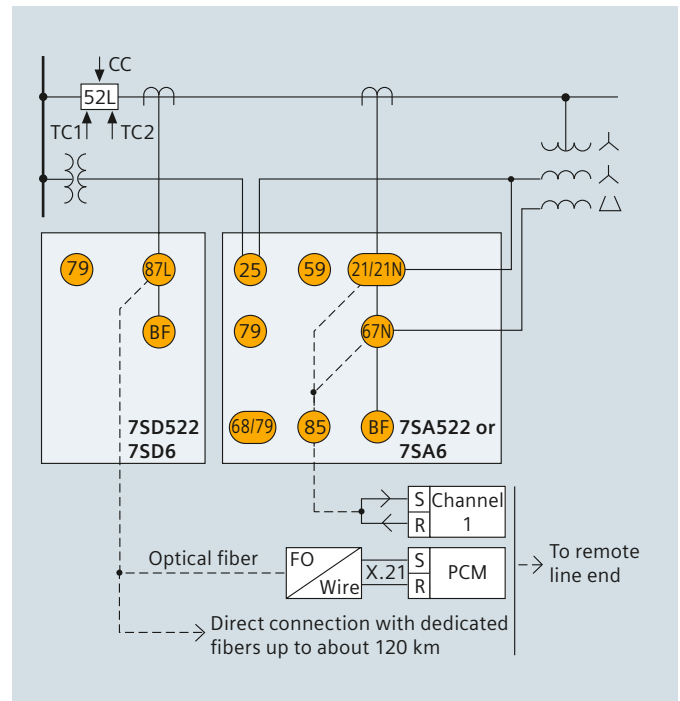 CC
52L
TC1
TC2
79
87L
25
59
21/21N
BF
79
67N
68/79
85
BF
7SD522
7SD6
7SA522 or
7SA6
S
R
Channel
1
Optical fiber
FO
Wire
X.21
S
R
PCM
To remote
line end
Direct connection with dedicated
fibers up to about 120 km